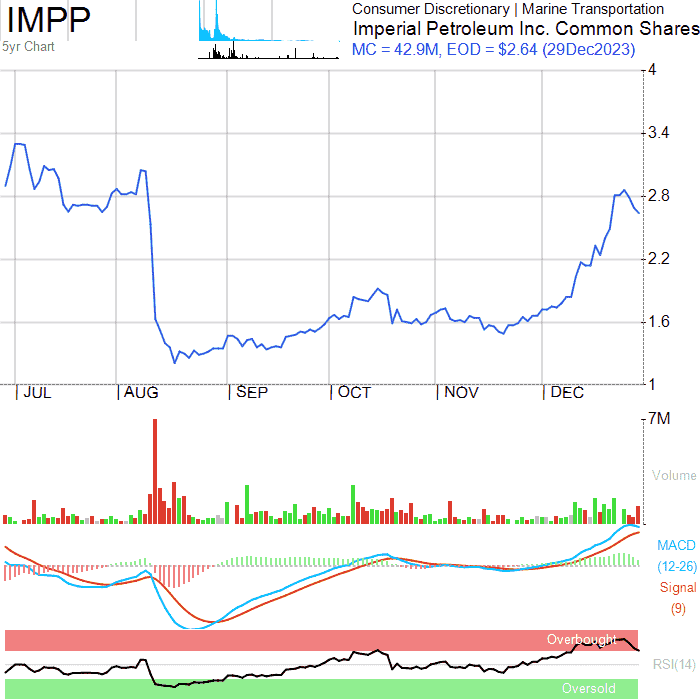 IMPP
5yr Chart
Consumer Discretionary | Marine Transportation
Imperial Petroleum Inc. Common Shares
MC = 42.9M, EOD = $2.64 (29Dec2023)
4
3.4
2.8
2.2
1.6
1
JUL AUG SEP OCT NOV DEC
7M
Volume
MACD
(12-26)
Signal
(9)
Overbought
RSI(14)
Oversold